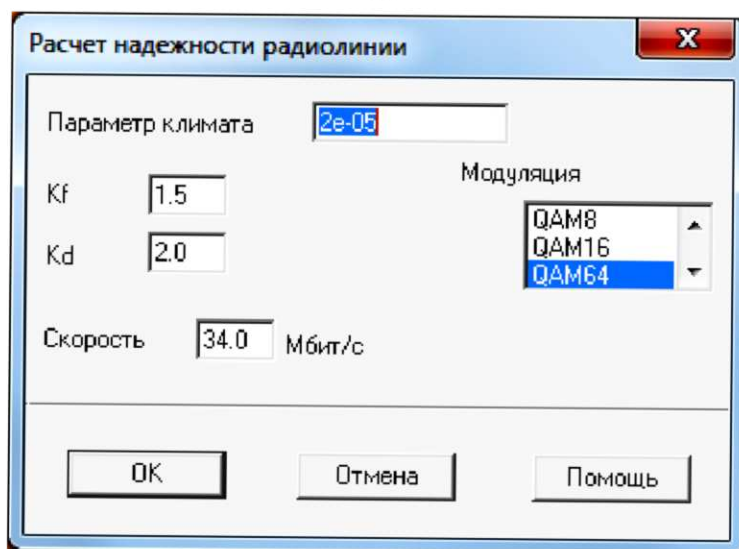 Расчет надежности радиолинии
X
Параметр климата 2e-05
Модуляция
Kf 1.5
QAM8
Kd 2.0
QAM16
QAM64
Скорость 34.0 Мбит/с
OK Отмена Помощь